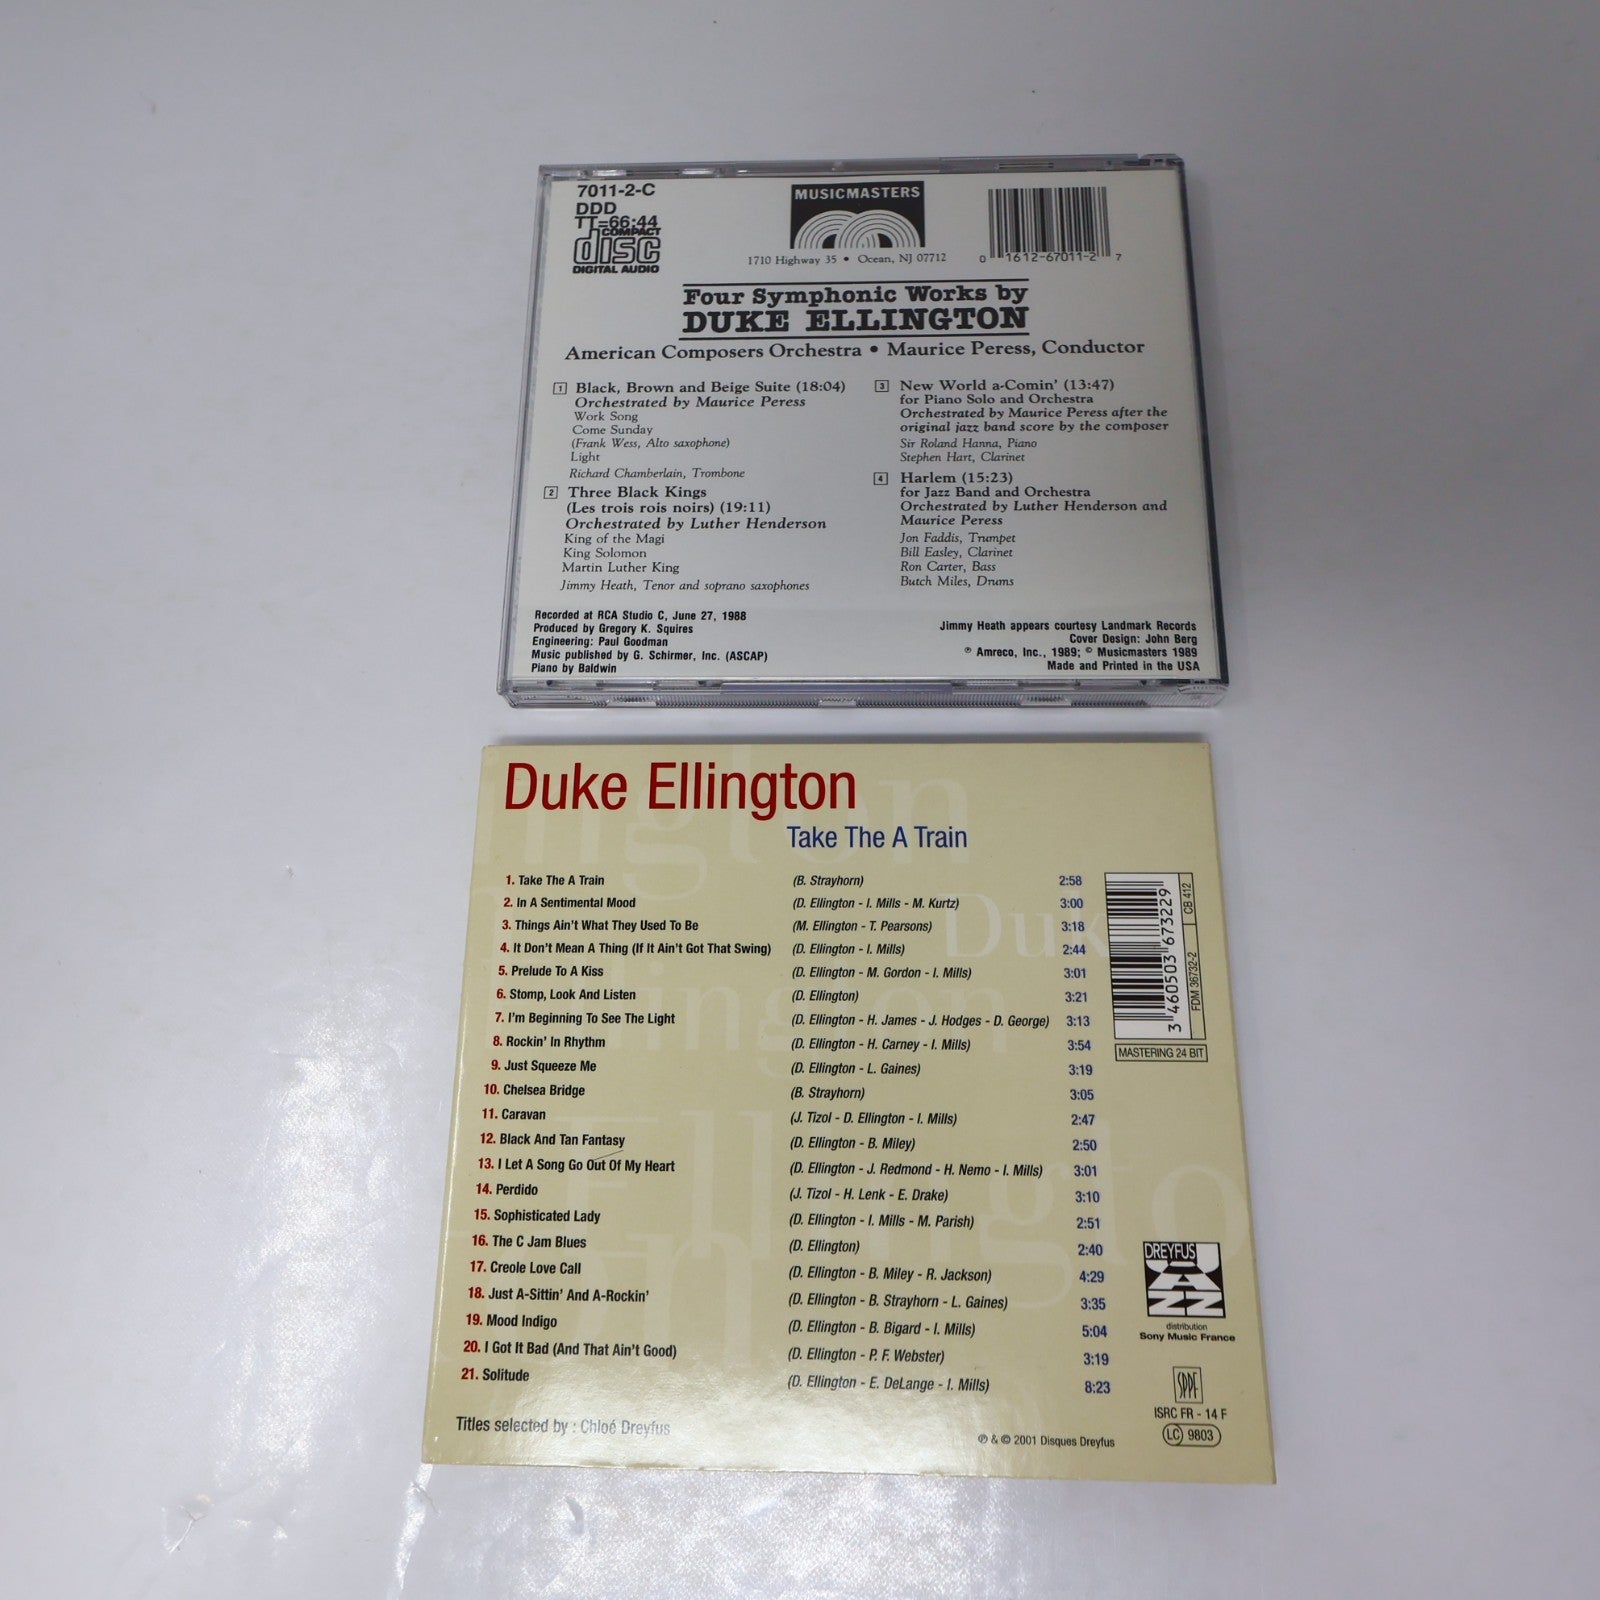 7011-2-C
DDD
TT=66:44
COMPACT
disc
DIGITAL AUDIO
MUSICMASTERS
1710 Highway 35 • Ocean, NJ 07712
0 1612-67011-2 7
Four Symphonic Works by
DUKE ELLINGTON
American Composers Orchestra • Maurice Peress, Conductor
1 Black, Brown and Beige Suite (18:04)
Orchestrated by Maurice Peress
Work Song
Come Sunday
(Frank Wess, Alto saxophone)
Light
Richard Chamberlain, Trombone
2 Three Black Kings
(Les trois rois noirs) (19:11)
Orchestrated by Luther Henderson
King of the Magi
King Solomon
Martin Luther King
Jimmy Heath, Tenor and soprano saxophones
3 New World a-Comin' (13:47)
for Piano Solo and Orchestra
Orchestrated by Maurice Peress after the
original jazz band score by the composer
Sir Roland Hanna, Piano
Stephen Hart, Clarinet
4 Harlem (15:23)
for Jazz Band and Orchestra
Orchestrated by Luther Henderson and
Maurice Peress
Jon Faddis, Trumpet
Bill Easley, Clarinet
Ron Carter, Bass
Butch Miles, Drums
Recorded at RCA Studio C, June 27, 1988
Produced by Gregory K. Squires
Engineering: Paul Goodman
Music published by G. Schirmer, Inc. (ASCAP)
Piano by Baldwin
Jimmy Heath appears courtesy Landmark Records
Cover Design: John Berg
℗ Amreco, Inc., 1989; © Musicmasters 1989
Made and Printed in the USA
Duke Ellington
Take The A Train
1. Take The A Train (B. Strayhorn) 2:58
2. In A Sentimental Mood (D. Ellington - I. Mills - M. Kurtz) 3:00
3. Things Ain't What They Used To Be (M. Ellington - T. Pearsons) 3:18
4. It Don't Mean A Thing (If It Ain't Got That Swing) (D. Ellington - I. Mills) 2:44
5. Prelude To A Kiss (D. Ellington - M. Gordon - I. Mills) 3:01
6. Stomp, Look And Listen (D. Ellington) 3:21
7. I'm Beginning To See The Light (D. Ellington - H. James - J. Hodges - D. George) 3:13
8. Rockin' In Rhythm (D. Ellington - H. Carney - I. Mills) 3:54
9. Just Squeeze Me (D. Ellington - L. Gaines) 3:19
10. Chelsea Bridge (B. Strayhorn) 3:05
11. Caravan (J. Tizol - D. Ellington - I. Mills) 2:47
12. Black And Tan Fantasy (D. Ellington - B. Miley) 2:50
13. I Let A Song Go Out Of My Heart (D. Ellington - J. Redmond - H. Nemo - I. Mills) 3:01
14. Perdido (J. Tizol - H. Lenk - E. Drake) 3:10
15. Sophisticated Lady (D. Ellington - I. Mills - M. Parish) 2:51
16. The C Jam Blues (D. Ellington) 2:40
17. Creole Love Call (D. Ellington - B. Miley - R. Jackson) 4:29
18. Just A-Sittin' And A-Rockin' (D. Ellington - B. Strayhorn - L. Gaines) 3:35
19. Mood Indigo (D. Ellington - B. Bigard - I. Mills) 5:04
20. I Got It Bad (And That Ain't Good) (D. Ellington - P. F. Webster) 3:19
21. Solitude (D. Ellington - E. DeLange - I. Mills) 8:23
Titles selected by : Chloé Dreyfus
℗ & © 2001 Disques Dreyfus
3 460503 673229
CB 412
FDM 36732-2
MASTERING 24 BIT
DREYFUS
JAZZ
distribution
Sony Music France
SPPF
ISRC FR - 14 F
LC 9803